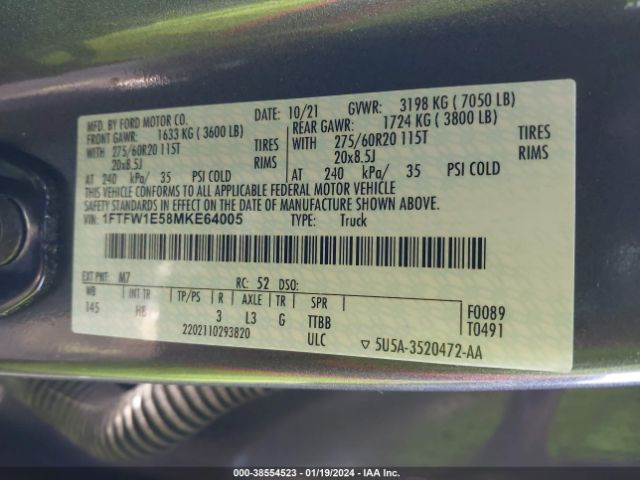 MFD. BY FORD MOTOR CO. DATE: 10/21 GVWR: 3198 KG ( 7050 LB)
FRONT GAWR: 1633 KG ( 3600 LB) REAR GAWR: 1724 KG ( 3800 LB)
WITH 275/60R20 115T TIRES WITH 275/60R20 115T TIRES
20x8.5J RIMS 20x8.5J RIMS
AT 240 kPa/ 35 PSI COLD AT 240 kPa/ 35 PSI COLD
THIS VEHICLE CONFORMS TO ALL APPLICABLE FEDERAL MOTOR VEHICLE
SAFETY STANDARDS IN EFFECT ON THE DATE OF MANUFACTURE SHOWN ABOVE.
VIN: 1FTFW1E58MKE64005 TYPE: Truck
EXT PNT: M7 RC: 52 DSO:
WB INT TR TP/PS R AXLE TR SPR F0089
145 HB 3 L3 G TTBB T0491
2202110293820 ULC ▽ 5U5A-3520472-AA
000-38554523 - 01/19/2024 - IAA Inc.